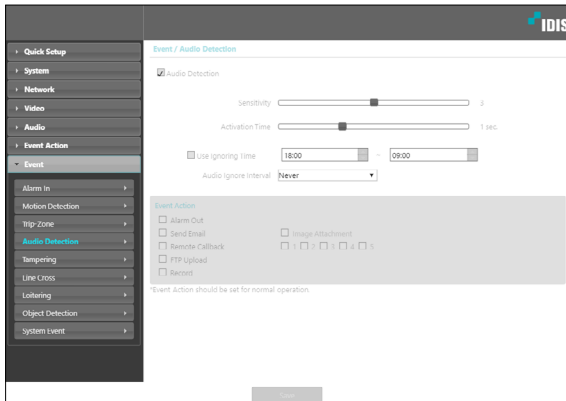 IDIS
Quick Setup
System
Network
Video
Audio
Event Action
Event
Alarm In
Motion Detection
Trip-Zone
Audio Detection
Tampering
Line Cross
Loitering
Object Detection
System Event
Event / Audio Detection
Audio Detection
Sensitivity 3
Activation Time 1 sec.
Use Ignoring Time 18:00 ~ 09:00
Audio Ignore Interval Never
Event Action
Alarm Out
Send Email Image Attachment
Remote Callback 1 2 3 4 5
FTP Upload
Record
*Event Action should be set for normal operation
Save